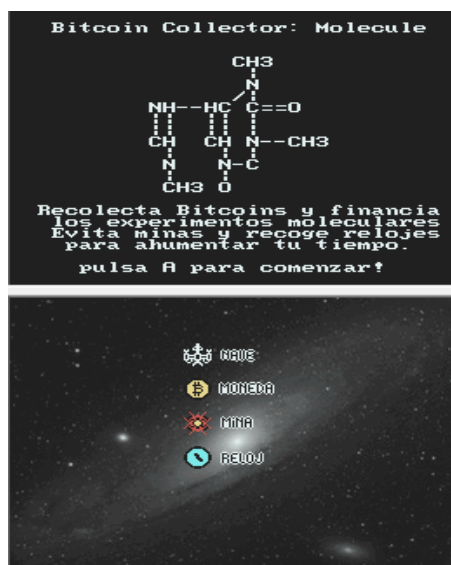 Bitcoin Collector: Molecule
CH3
N
NH--HC C==O
CH CH N--CH3
N N-C
CH3 O
Recolecta Bitcoins y financia
los experimentos moleculares
Evita minas y recoge relojes
para ahumentar tu tiempo.
pulsa A para comenzar!
NAVE
MONEDA
MINA
RELOJ